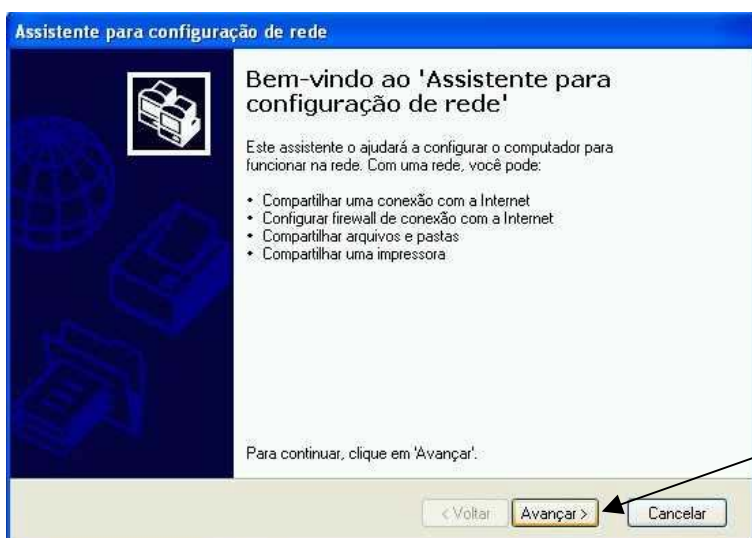 Assistente para configuração de rede
Bem-vindo ao 'Assistente para
configuração de rede'
Este assistente o ajudará a configurar o computador para
funcionar na rede. Com uma rede, você pode:
• Compartilhar uma conexão com a Internet
• Configurar firewall de conexão com a Internet
• Compartilhar arquivos e pastas
• Compartilhar uma impressora
Para continuar, clique em 'Avançar'.
< Voltar Avançar > Cancelar